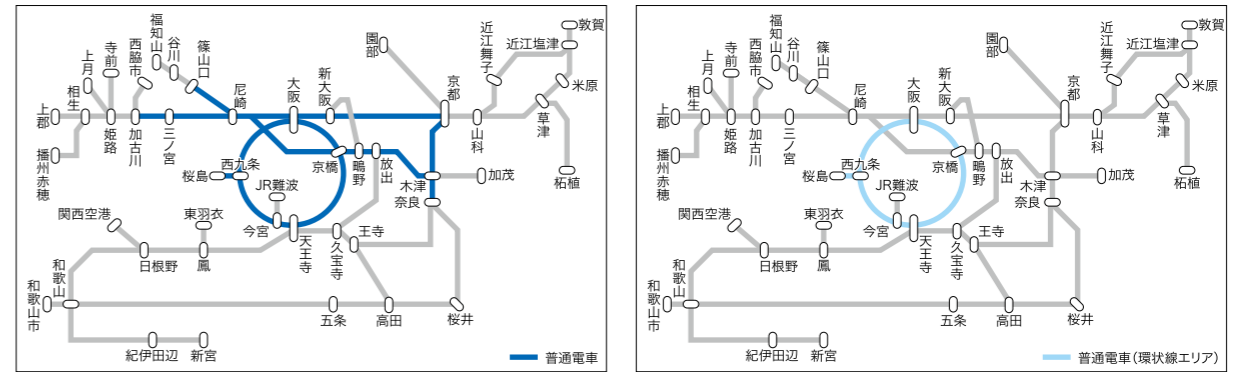 福知山
谷川
篠山口
寺前
西脇市
上月
相生
上郡
播州赤穂
姫路
加古川
三ノ宮
尼崎
大阪
新大阪
園部
京都
近江舞子
近江塩津
敦賀
米原
草津
山科
柘植
西九条
桜島
京橋
鴫野
放出
木津
加茂
奈良
JR難波
今宮
天王寺
久宝寺
王寺
関西空港
東羽衣
日根野
鳳
和歌山
和歌山市
五条
高田
桜井
紀伊田辺
新宮
普通電車
福知山
谷川
篠山口
寺前
西脇市
上月
相生
上郡
播州赤穂
姫路
加古川
三ノ宮
尼崎
大阪
新大阪
園部
京都
近江舞子
近江塩津
敦賀
米原
草津
山科
柘植
西九条
桜島
京橋
鴫野
放出
木津
加茂
奈良
JR難波
今宮
天王寺
久宝寺
王寺
関西空港
東羽衣
日根野
鳳
和歌山
和歌山市
五条
高田
桜井
紀伊田辺
新宮
普通電車(環状線エリア)